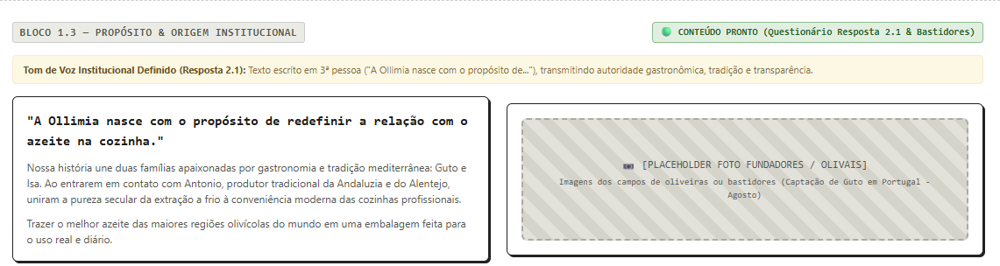 BLOCO 1.3 — PROPÓSITO & ORIGEM INSTITUCIONAL
CONTEÚDO PRONTO (Questionário Resposta 2.1 & Bastidores)
Tom de Voz Institucional Definido (Resposta 2.1): Texto escrito em 3ª pessoa ("A Ollimia nasce com o propósito de..."), transmitindo autoridade gastronômica, tradição e transparência.
"A Ollimia nasce com o propósito de redefinir a relação com o
azeite na cozinha."
Nossa história une duas famílias apaixonadas por gastronomia e tradição mediterrânea: Guto e
Isa. Ao entrarem em contato com Antonio, produtor tradicional da Andaluzia e do Alentejo,
uniram a pureza secular da extração a frio à conveniência moderna das cozinhas profissionais.
Trazer o melhor azeite das maiores regiões olivícolas do mundo em uma embalagem feita para
o uso real e diário.
[PLACEHOLDER FOTO FUNDADORES / OLIVAIS]
Imagens dos campos de oliveiras ou bastidores (Captação de Guto em Portugal -
Agosto)